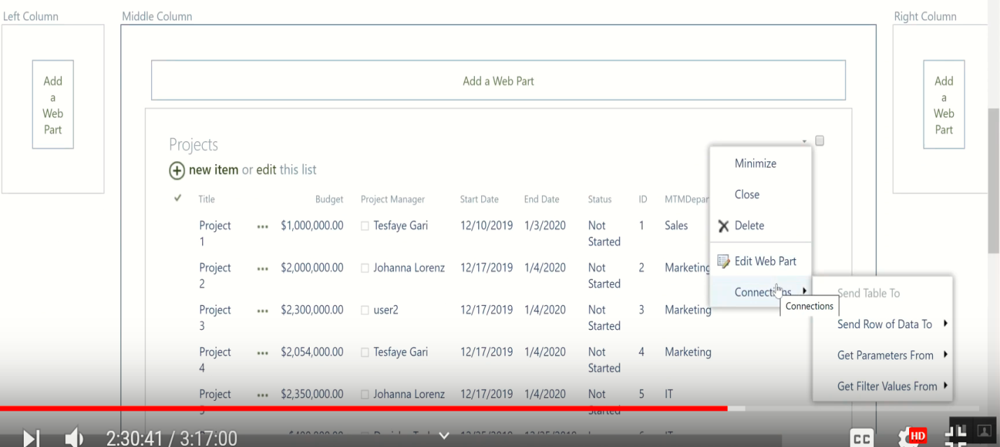 Left Column
Middle Column
Right Column
Add
a
Web
Part
Add a Web Part
Add
a
Web
Part
Projects
new item or edit this list
Title Budget Project Manager Start Date End Date Status ID MTMDepar
Project
1
$1,000,000.00 Tesfaye Gari 12/10/2019 1/3/2020 Not
Started
1 Sales
Project
2
$2,000,000.00 Johanna Lorenz 12/17/2019 1/4/2020 Not
Started
2 Marketing
Project
3
$2,300,000.00 user2 12/17/2019 1/4/2020 Not
Started
3 Marketing
Project
4
$2,054,000.00 Tesfaye Gari 12/17/2019 1/4/2020 Not
Started
4 Marketing
Project
$2,350,000.00 Johanna Lorenz 12/17/2019 1/4/2020 Not
Started
5 IT
Minimize
Close
Delete
Edit Web Part
Connections
Connections
Send Table To
Send Row of Data To
Get Parameters From
Get Filter Values From
2:30:41 / 3:17:00
CC
HD